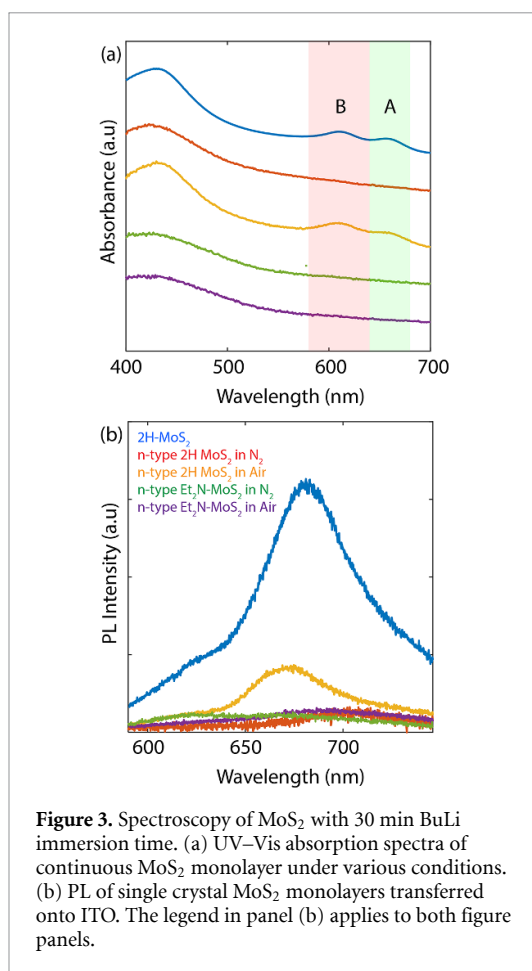 (a)
B A
Absorbance (a.u)
400 500 600 700
Wavelength (nm)
(b)
2H-MoS₂
n-type 2H MoS₂ in N₂
n-type 2H MoS₂ in Air
n-type Et₂N-MoS₂ in N₂
n-type Et₂N-MoS₂ in Air
PL Intensity (a.u)
600 650 700
Wavelength (nm)
Figure 3. Spectroscopy of MoS₂ with 30 min BuLi
immersion time. (a) UV–Vis absorption spectra of
continuous MoS₂ monolayer under various conditions.
(b) PL of single crystal MoS₂ monolayers transferred
onto ITO. The legend in panel (b) applies to both figure
panels.